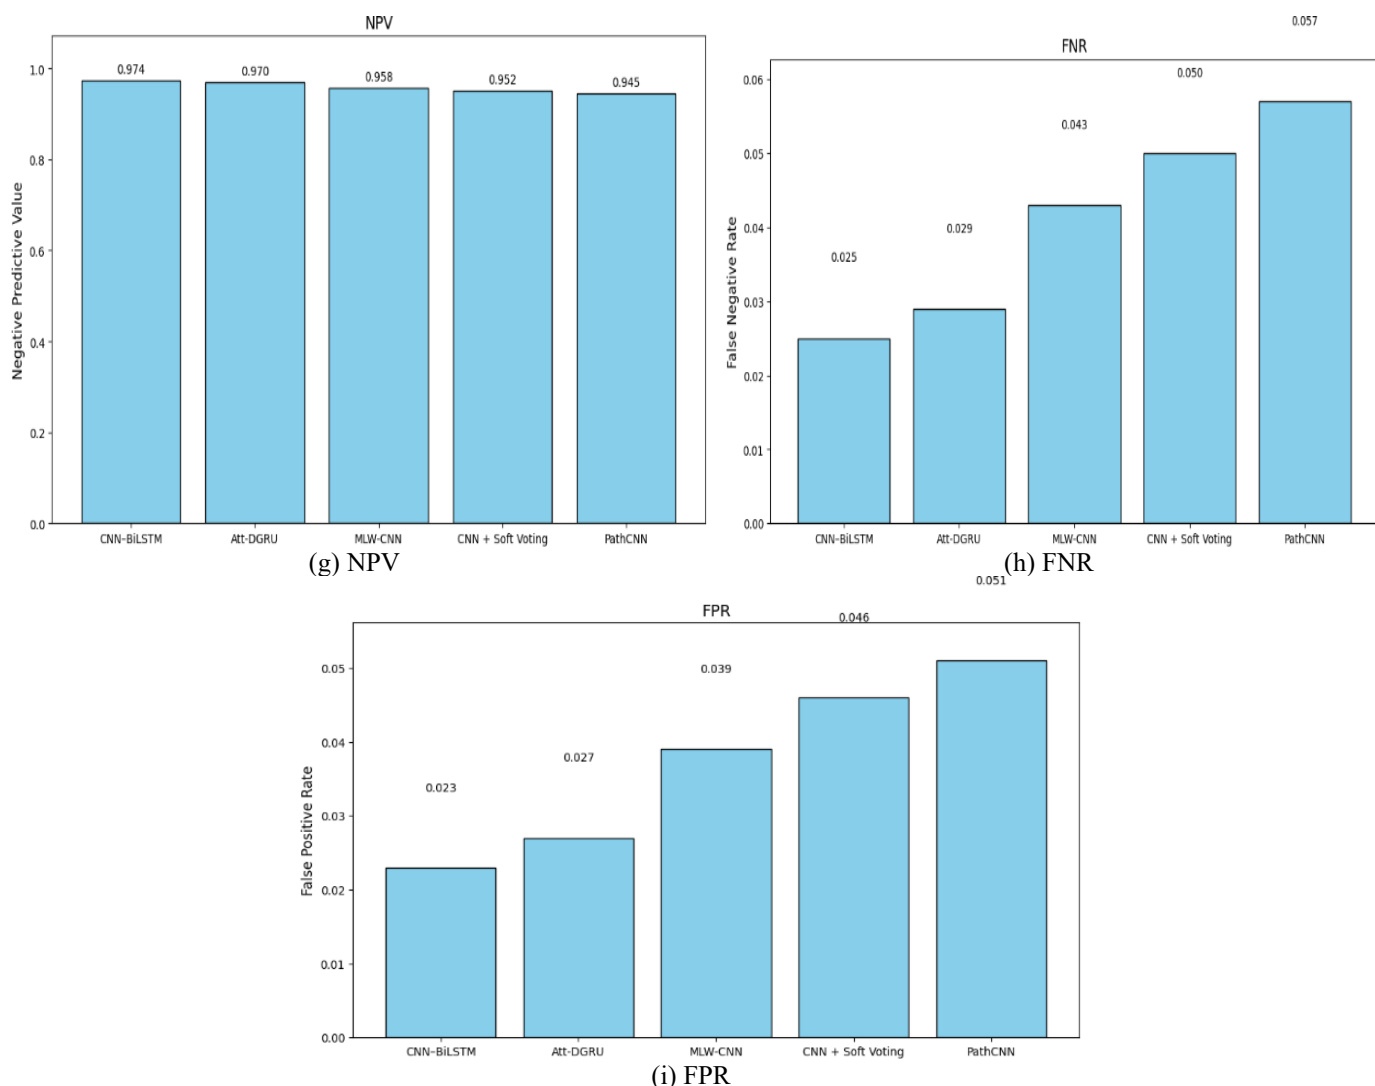 NPV
Negative Predictive Value
1.0
0.8
0.6
0.4
0.2
0.0
0.974
0.970
0.958
0.952
0.945
CNN–BiLSTM Att-DGRU MLW-CNN CNN + Soft Voting PathCNN
(g) NPV
0.057
FNR
False Negative Rate
0.06
0.05
0.04
0.03
0.02
0.01
0.00
0.025
0.029
0.043
0.050
CNN–BiLSTM Att-DGRU MLW-CNN CNN + Soft Voting PathCNN
(h) FNR
0.051
FPR
0.046
False Positive Rate
0.05
0.04
0.03
0.02
0.01
0.00
0.023
0.027
0.039
CNN–BiLSTM Att-DGRU MLW-CNN CNN + Soft Voting PathCNN
(i) FPR